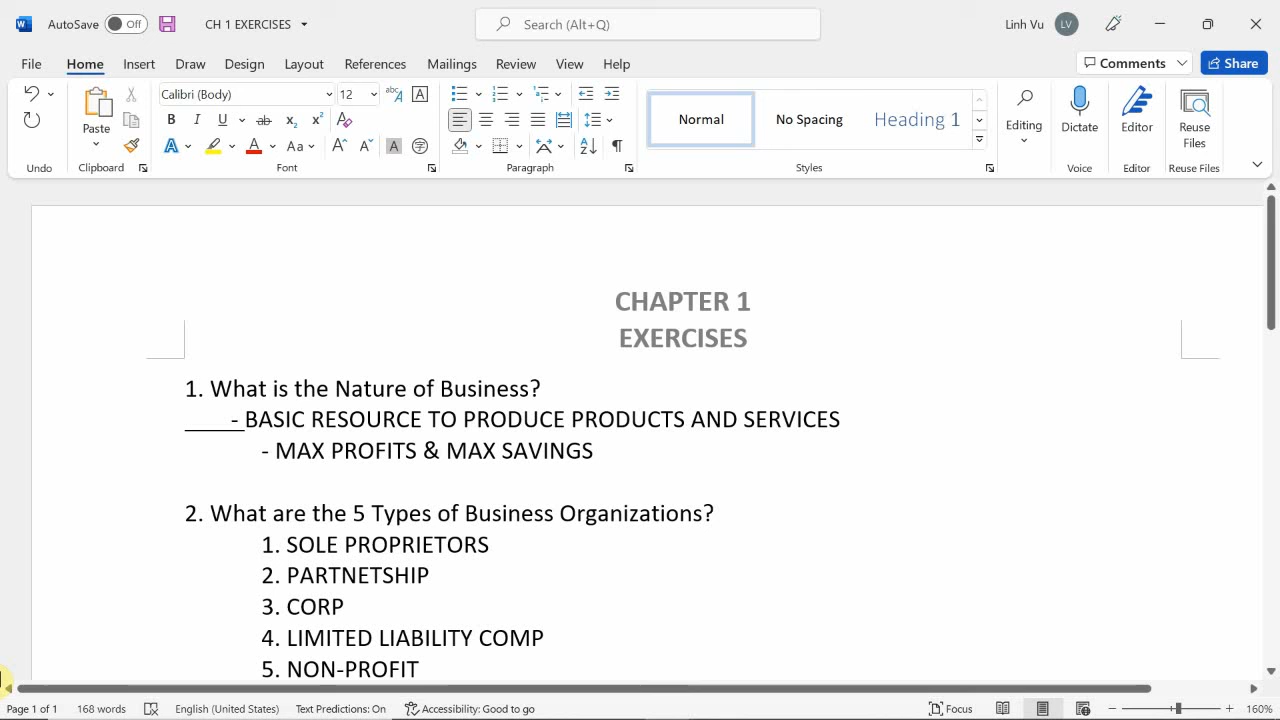 AutoSave Off CH 1 EXERCISES Search (Alt+Q) Linh Vu LV
File Home Insert Draw Design Layout References Mailings Review View Help Comments Share
Calibri (Body) 12 Normal No Spacing Heading 1
Paste Editing Dictate Editor Reuse Files
Undo Clipboard Font Paragraph Styles Voice Editor Reuse Files
CHAPTER 1
EXERCISES
1. What is the Nature of Business?
_____- BASIC RESOURCE TO PRODUCE PRODUCTS AND SERVICES
- MAX PROFITS & MAX SAVINGS
2. What are the 5 Types of Business Organizations?
1. SOLE PROPRIETORS
2. PARTNETSHIP
3. CORP
4. LIMITED LIABILITY COMP
5. NON-PROFIT
Page 1 of 1 168 words English (United States) Text Predictions: On Accessibility: Good to go Focus 160%